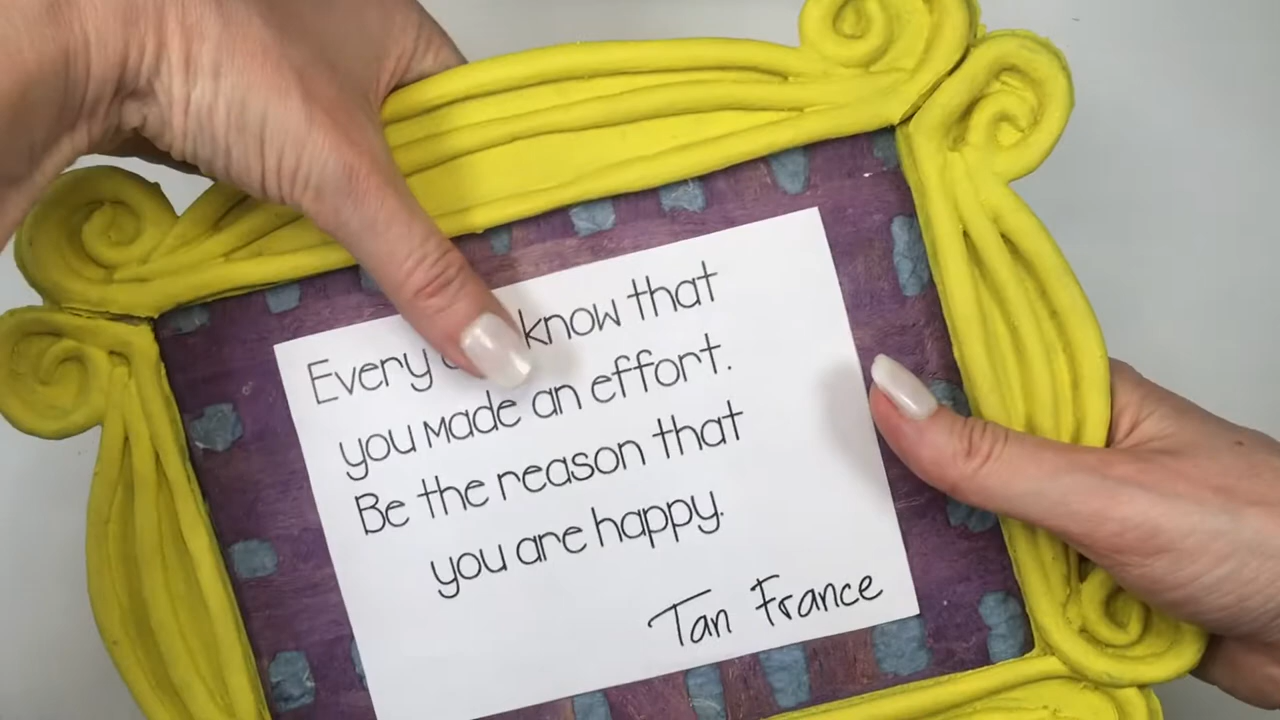 Every know that
you made an effort.
Be the reason that
you are happy.
Tan France